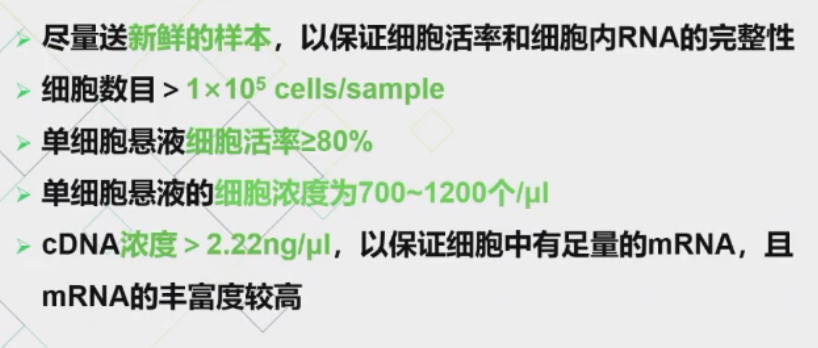 尽量送新鲜的样本，以保证细胞活率和细胞内RNA的完整性
细胞数目＞1×10⁵ cells/sample
单细胞悬液细胞活率≥80%
单细胞悬液的细胞浓度为700~1200个/μl
cDNA浓度＞2.22ng/μl，以保证细胞中有足量的mRNA，且
mRNA的丰富度较高